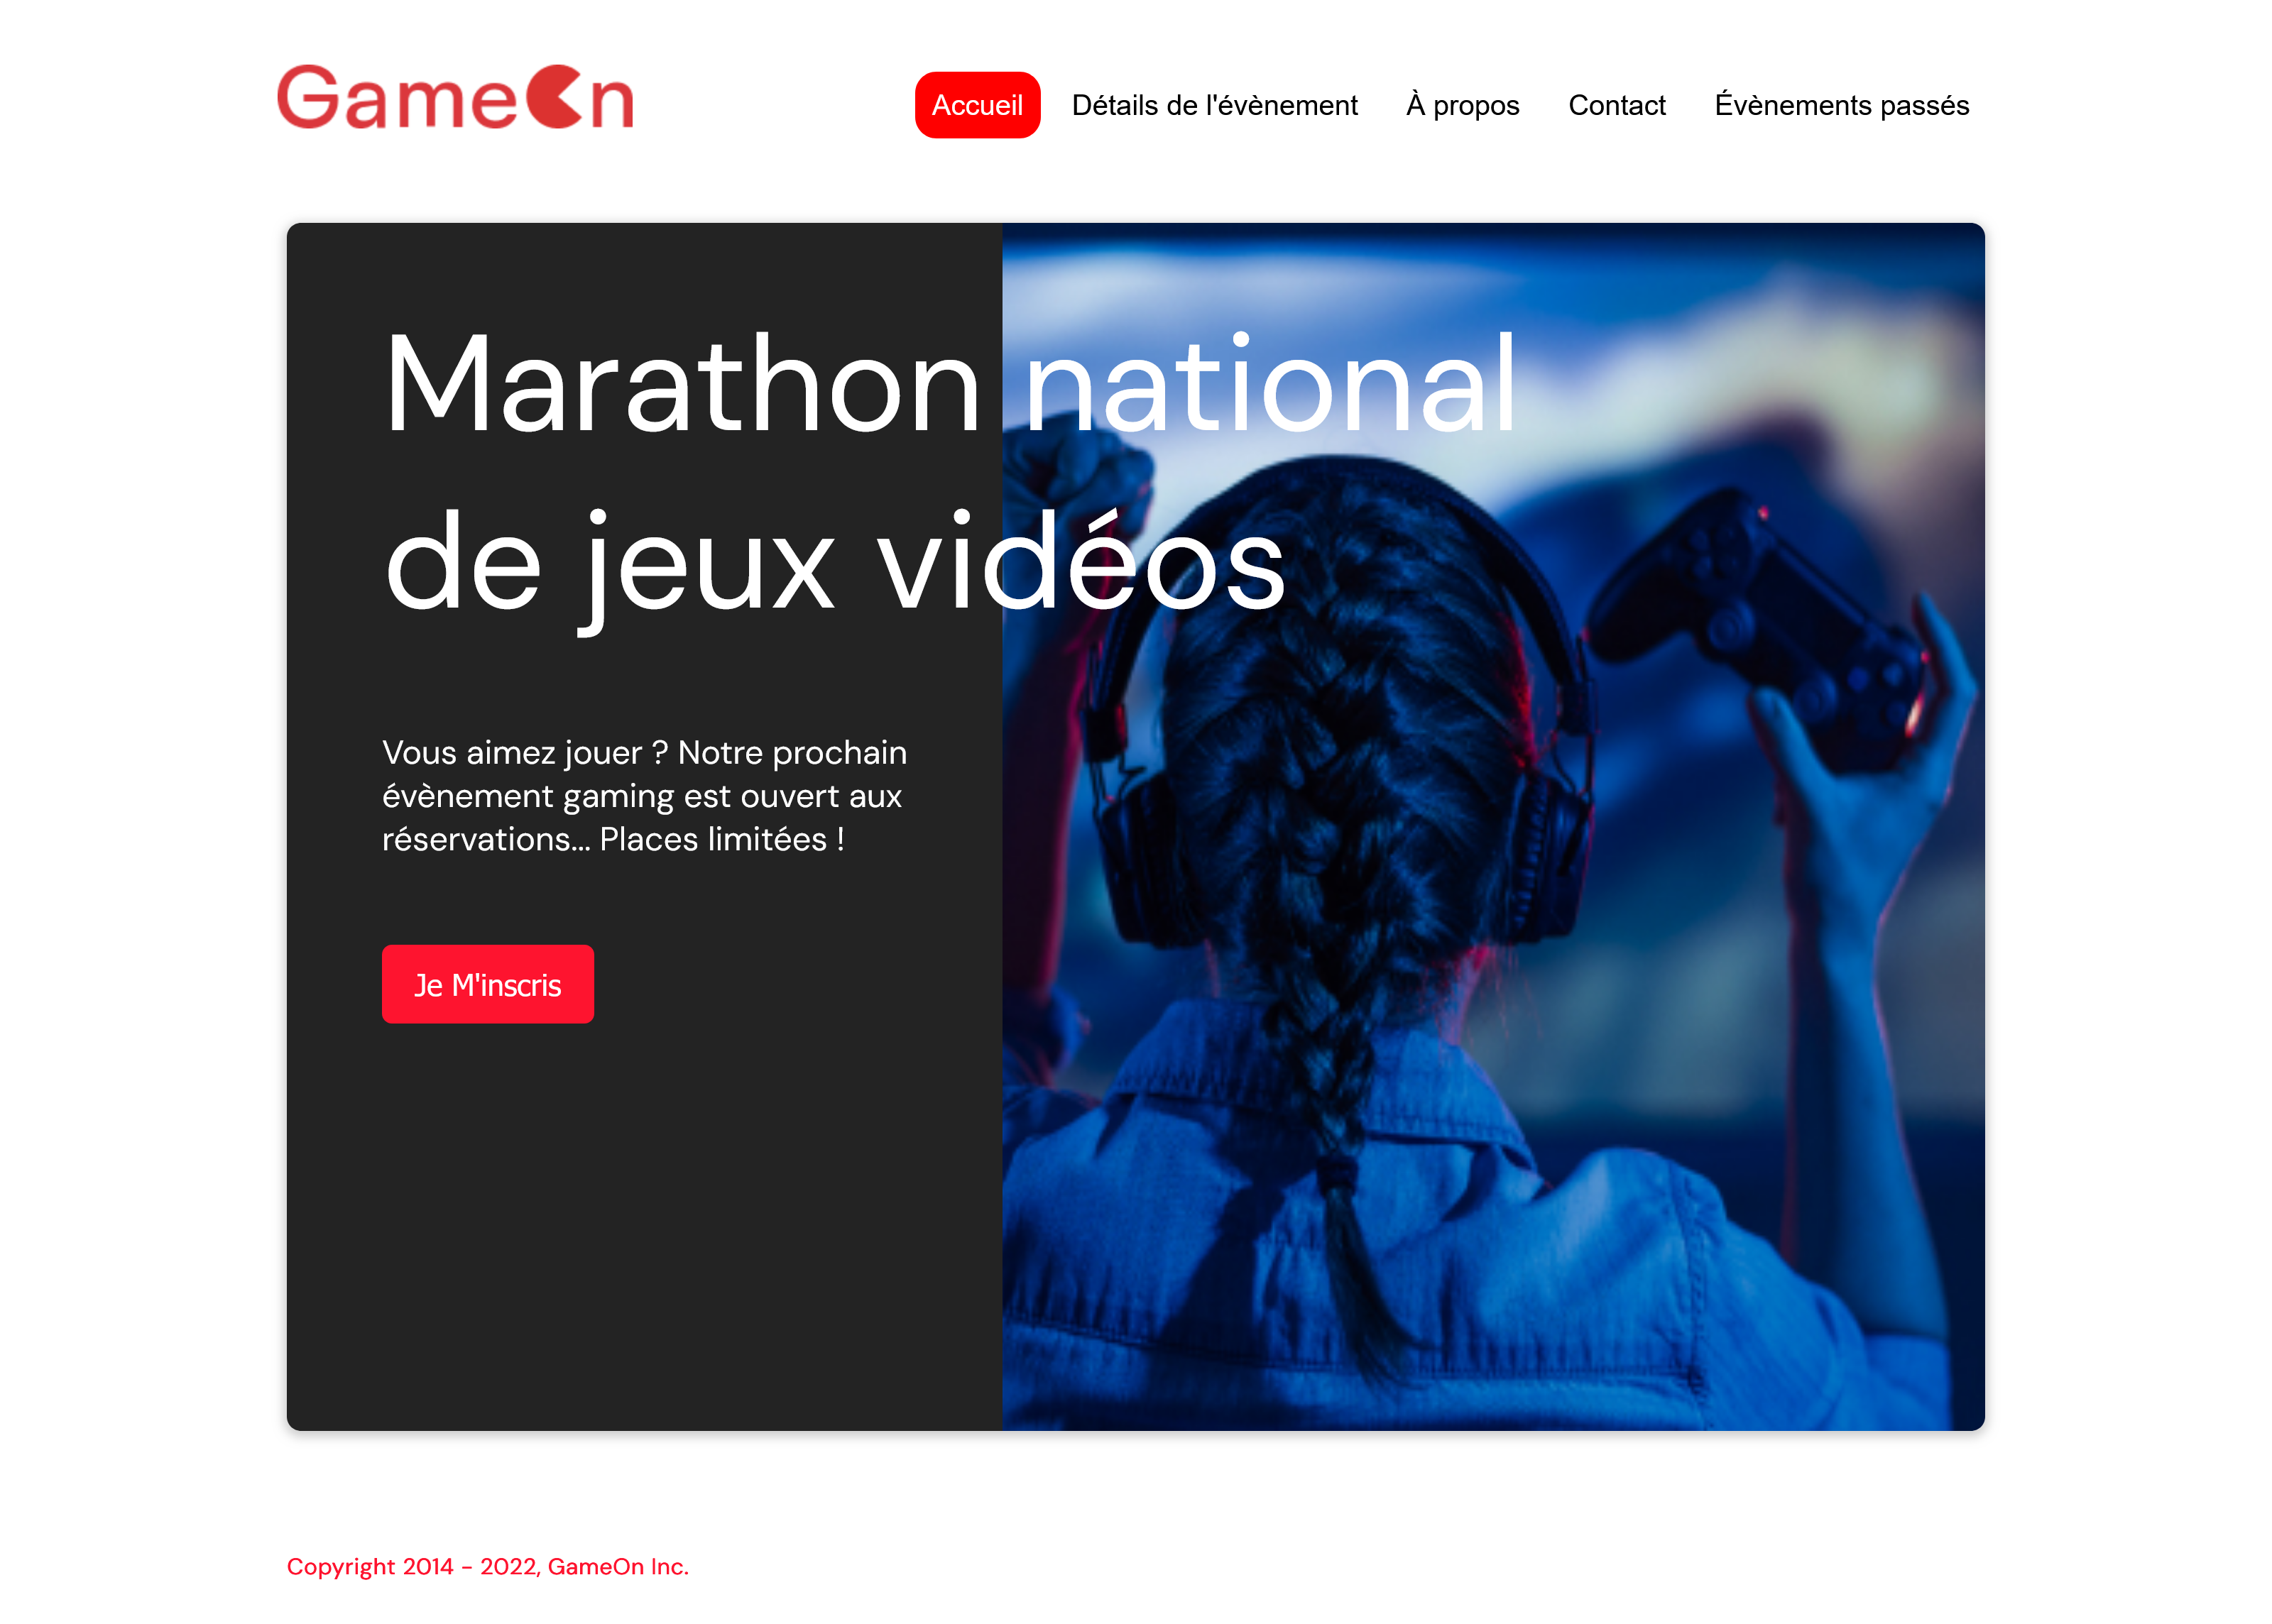 GameOn
Accueil Détails de l'évènement À propos Contact Évènements passés
Marathon national
de jeux vidéos
Vous aimez jouer ? Notre prochain
évènement gaming est ouvert aux
réservations... Places limitées !
Je M'inscris
Copyright 2014 - 2022, GameOn Inc.